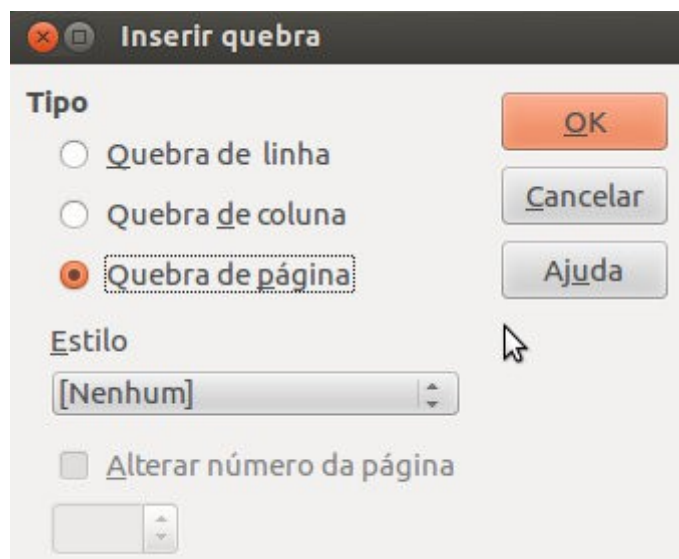 Inserir quebra
Tipo
Quebra de linha
Quebra de coluna
Quebra de página
OK
Cancelar
Ajuda
Estilo
[Nenhum]
Alterar número da página